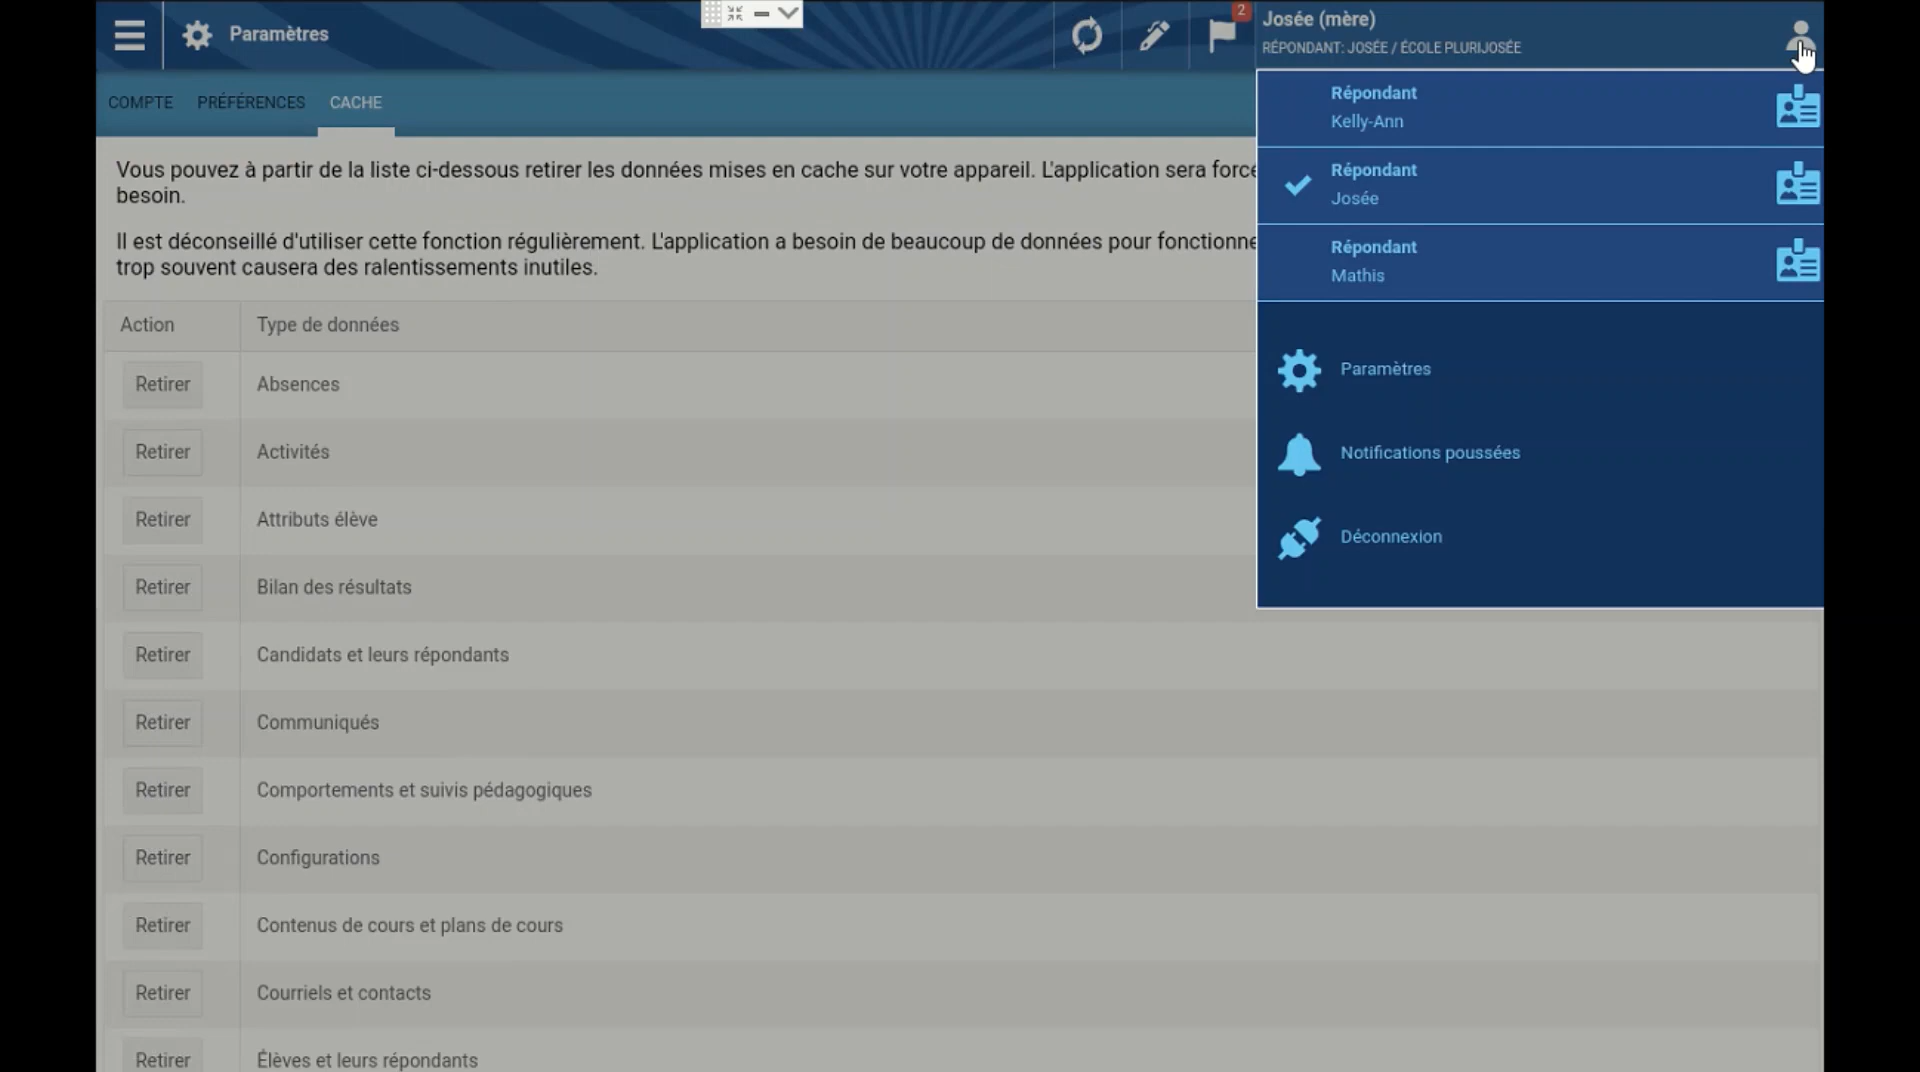 Paramètres
2
Josée (mère)
RÉPONDANT: JOSÉE / ÉCOLE PLURIJOSÉE
COMPTE PRÉFÉRENCES CACHE
Répondant
Kelly-Ann
Répondant
Josée
Répondant
Mathis
Paramètres
Notifications poussées
Déconnexion
Vous pouvez à partir de la liste ci-dessous retirer les données mises en cache sur votre appareil. L'application sera forcé
besoin.
Il est déconseillé d'utiliser cette fonction régulièrement. L'application a besoin de beaucoup de données pour fonctionne
trop souvent causera des ralentissements inutiles.
Action Type de données
Retirer Absences
Retirer Activités
Retirer Attributs élève
Retirer Bilan des résultats
Retirer Candidats et leurs répondants
Retirer Communiqués
Retirer Comportements et suivis pédagogiques
Retirer Configurations
Retirer Contenus de cours et plans de cours
Retirer Courriels et contacts
Retirer Élèves et leurs répondants